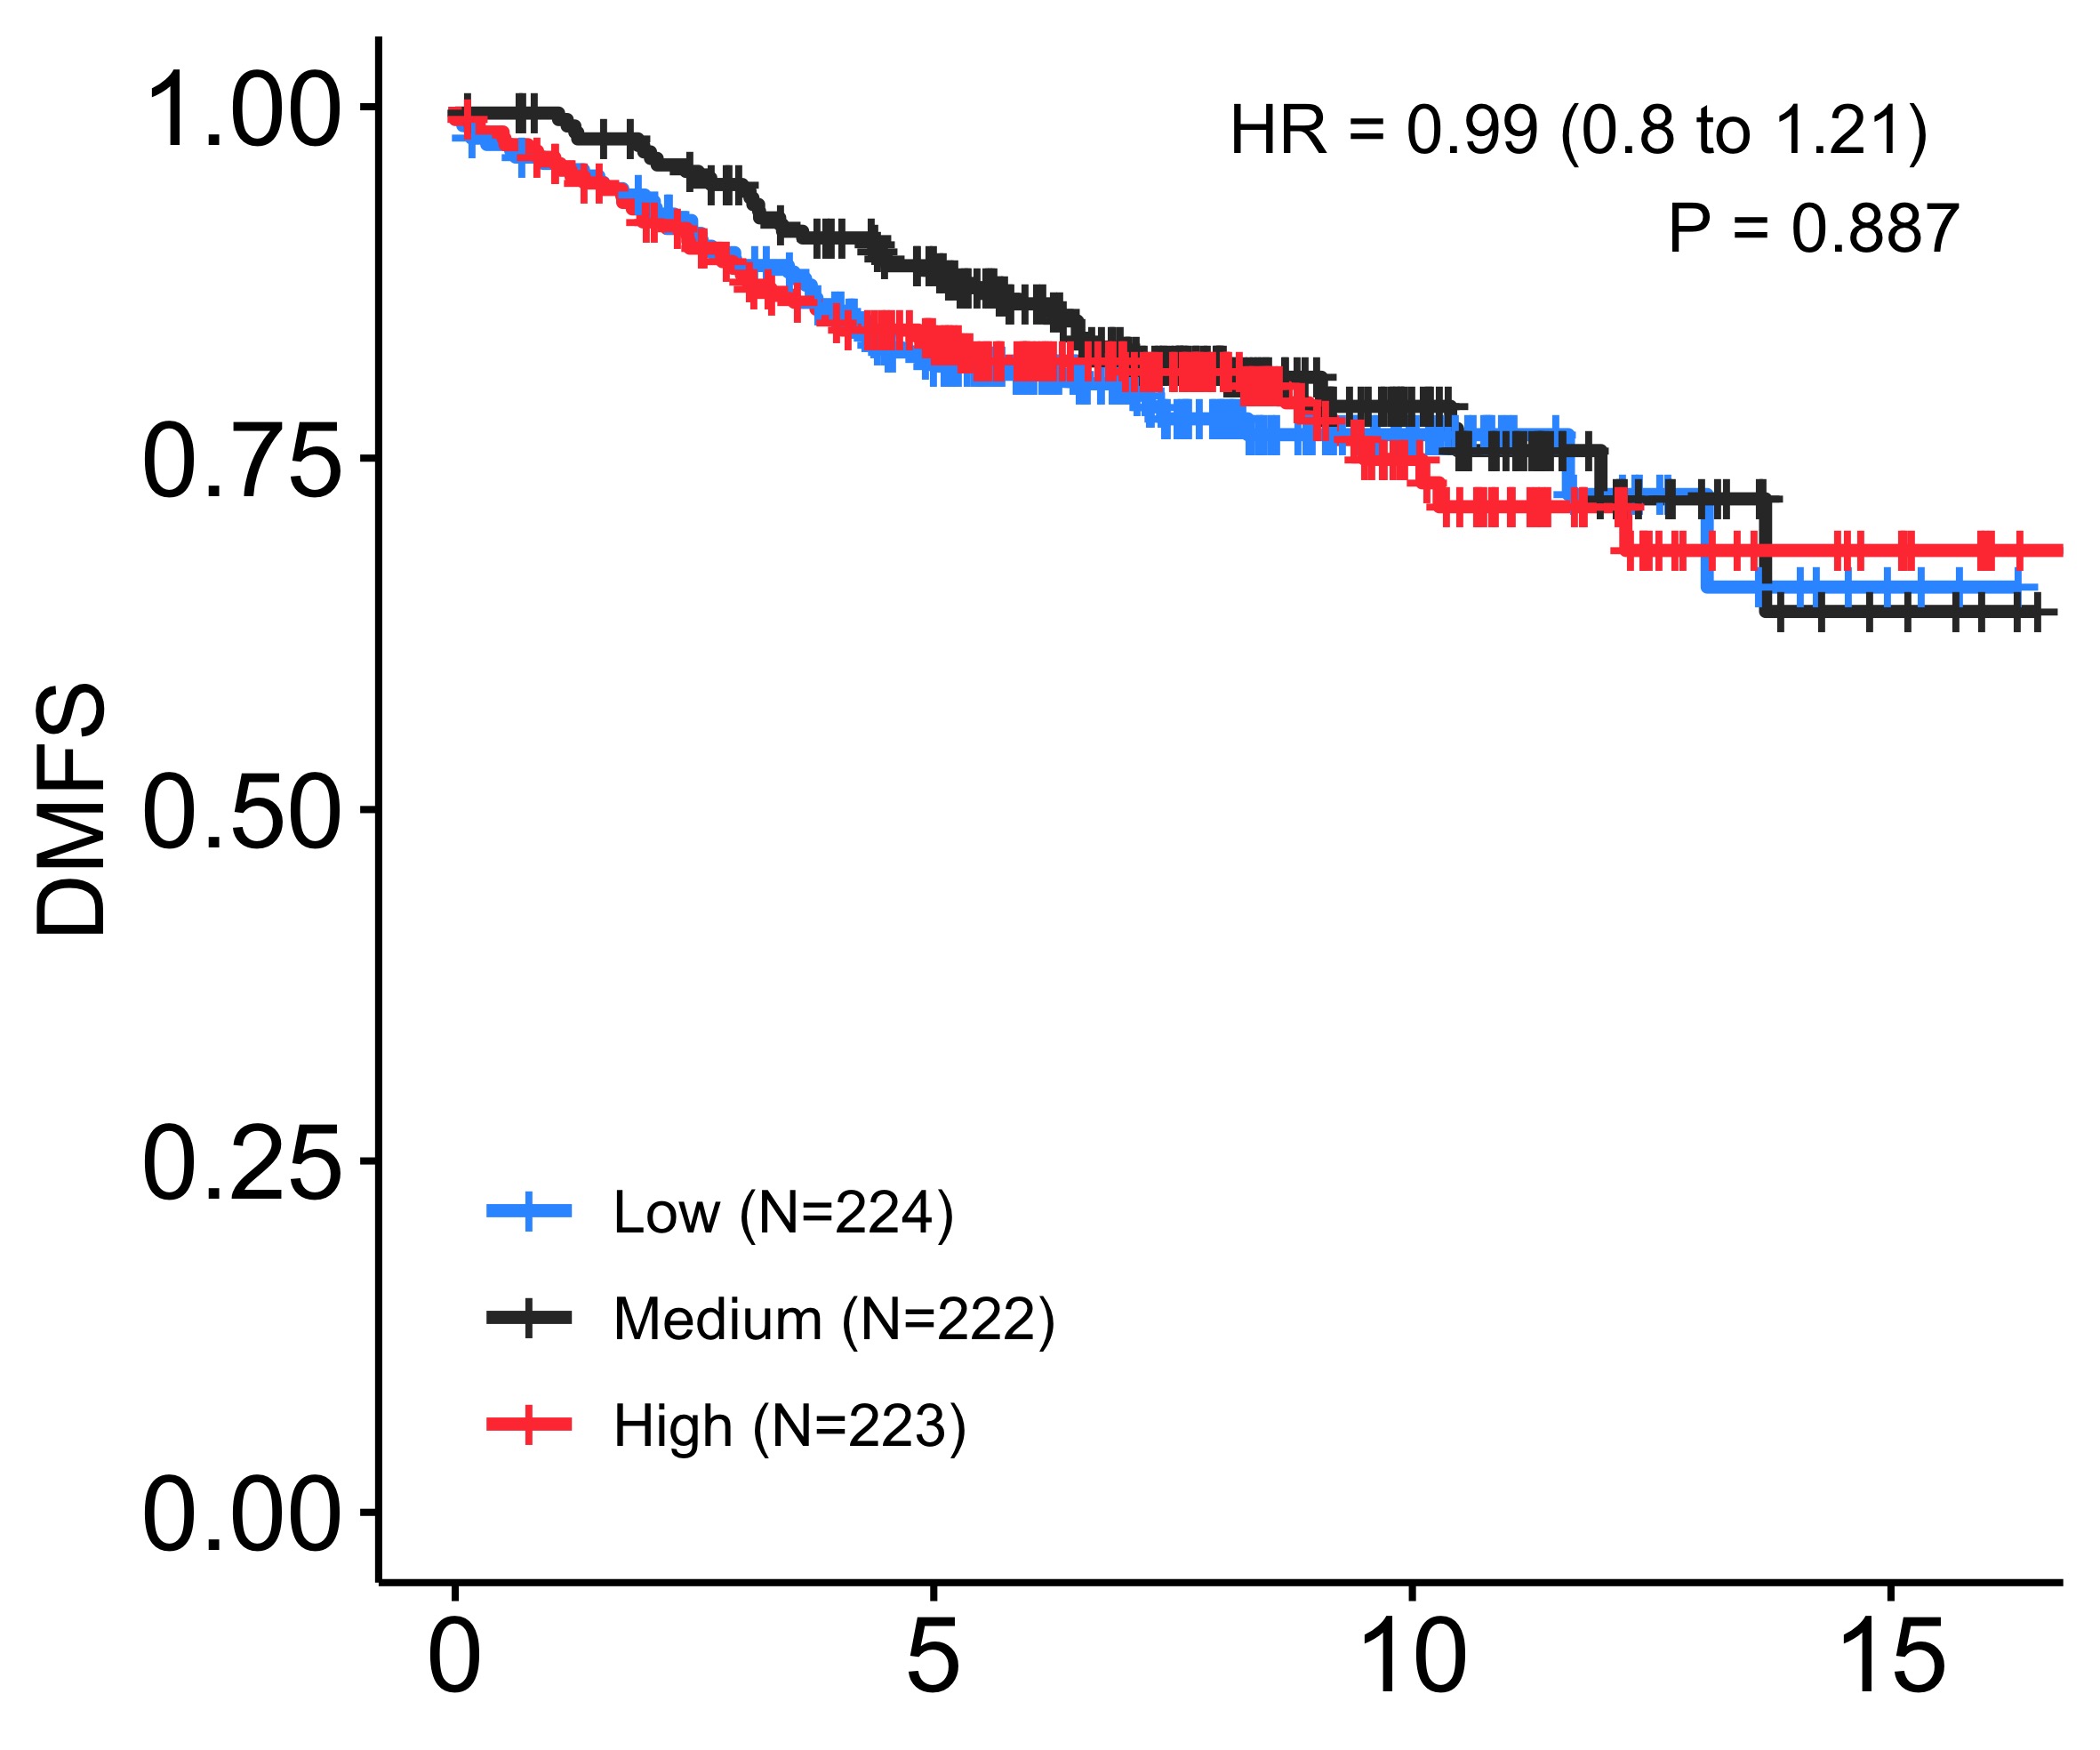 HR = 0.99 (0.8 to 1.21)
P = 0.887
DMFS
1.00
0.75
0.50
0.25
0.00
Low (N=224)
Medium (N=222)
High (N=223)
0 5 10 15